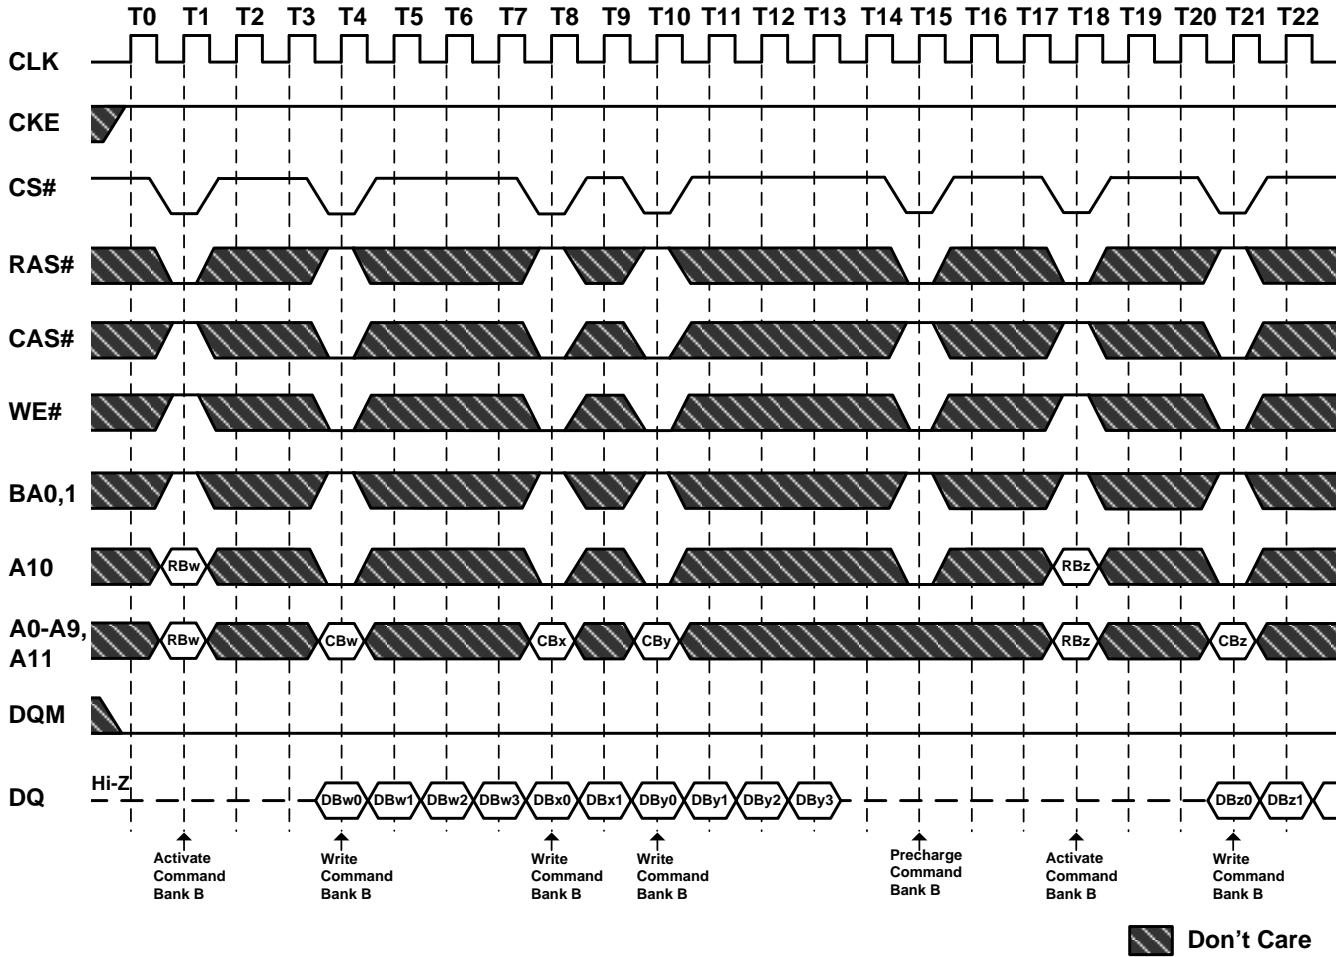 T0 T1 T2 T3 T4 T5 T6 T7 T8 T9 T10 T11 T12 T13 T14 T15 T16 T17 T18 T19 T20 T21 T22
CLK
CKE
CS#
RAS#
CAS#
WE#
BA0,1
A10 RBw RBz
A0-A9,
A11
RBw CBw CBx CBy RBz CBz
DQM
Hi-Z
DQ DBw0 DBw1 DBw2 DBw3 DBx0 DBx1 DBy0 DBy1 DBy2 DBy3 DBz0 DBz1
Activate
Command
Bank B
Write
Command
Bank B
Write
Command
Bank B
Write
Command
Bank B
Precharge
Command
Bank B
Activate
Command
Bank B
Write
Command
Bank B
Don't Care